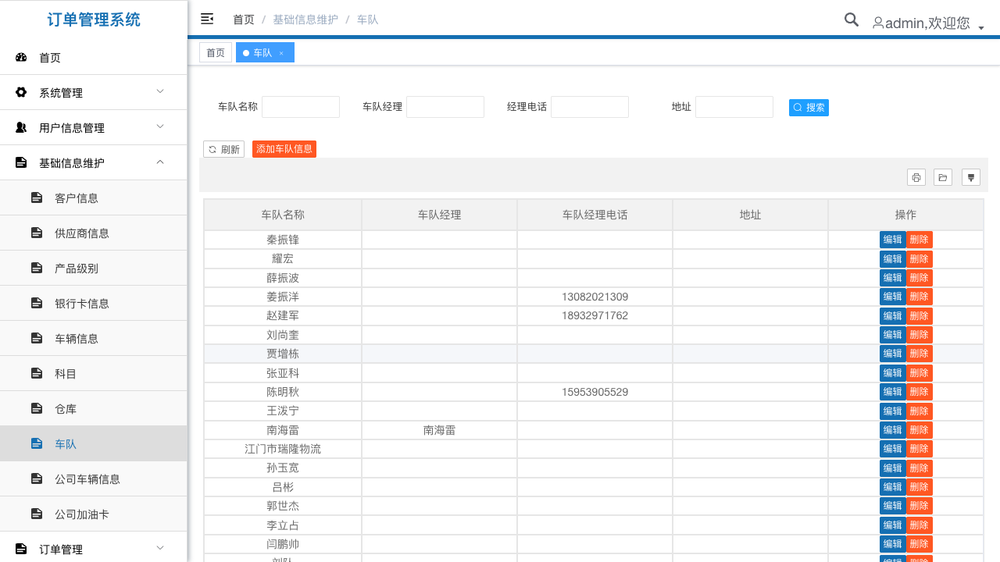 订单管理系统
首页
系统管理
用户信息管理
基础信息维护
客户信息
供应商信息
产品级别
银行卡信息
车辆信息
科目
仓库
车队
公司车辆信息
公司加油卡
订单管理
首页 / 基础信息维护 / 车队
admin,欢迎您
首页
车队 ×
车队名称 车队经理 经理电话 地址 搜索
刷新 添加车队信息
车队名称 车队经理 车队经理电话 地址 操作
秦振锋 编辑 删除
耀宏 编辑 删除
薛振波 编辑 删除
姜振洋 13082021309 编辑 删除
赵建军 18932971762 编辑 删除
刘尚奎 编辑 删除
贾增栋 编辑 删除
张亚科 编辑 删除
陈明秋 15953905529 编辑 删除
王泼宁 编辑 删除
南海雷 南海雷 编辑 删除
江门市瑞隆物流 编辑 删除
孙玉宽 编辑 删除
吕彬 编辑 删除
郭世杰 编辑 删除
李立占 编辑 删除
闫鹏帅 编辑 删除
刘队 编辑 删除